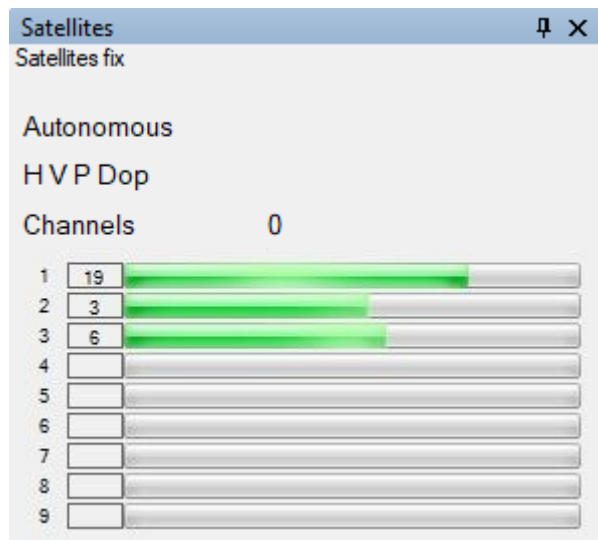 Satellites
Satellites fix
Autonomous
H V P Dop
Channels 0
1 19
2 3
3 6
4
5
6
7
8
9